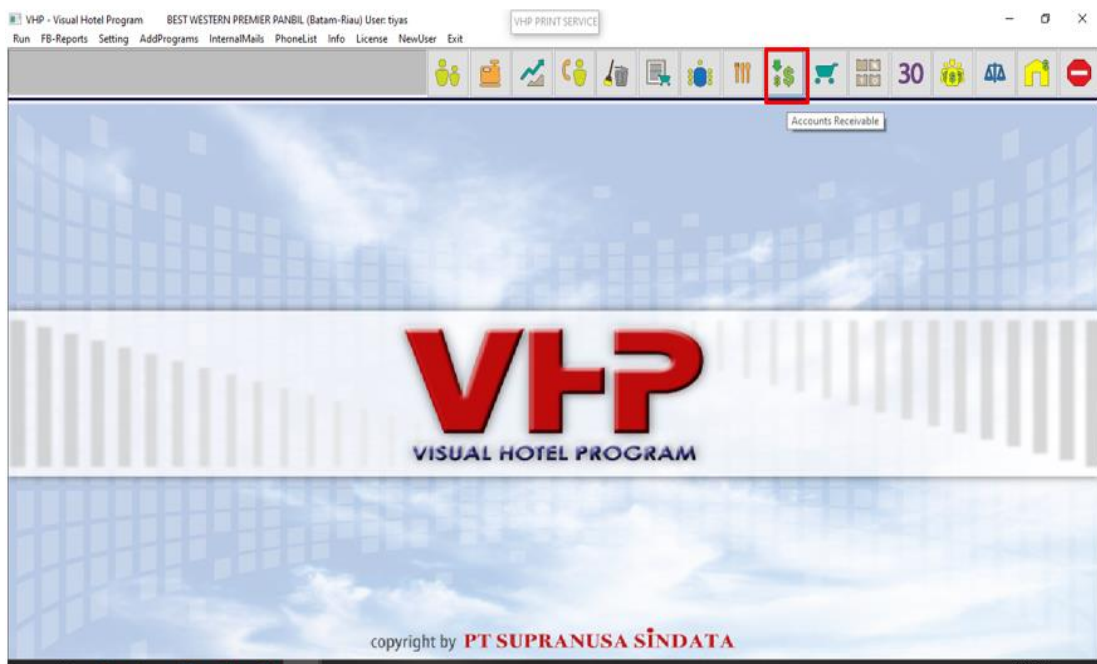 VHP - Visual Hotel Program BEST WESTERN PREMIER PANBIL (Batam-Riau) User: tiyas
VHP PRINT SERVICE
Run FB-Reports Setting AddPrograms InternalMails PhoneList Info License NewUser Exit
30
Accounts Receivable
VHP
VISUAL HOTEL PROGRAM
copyright by PT SUPRANUSA SINDATA